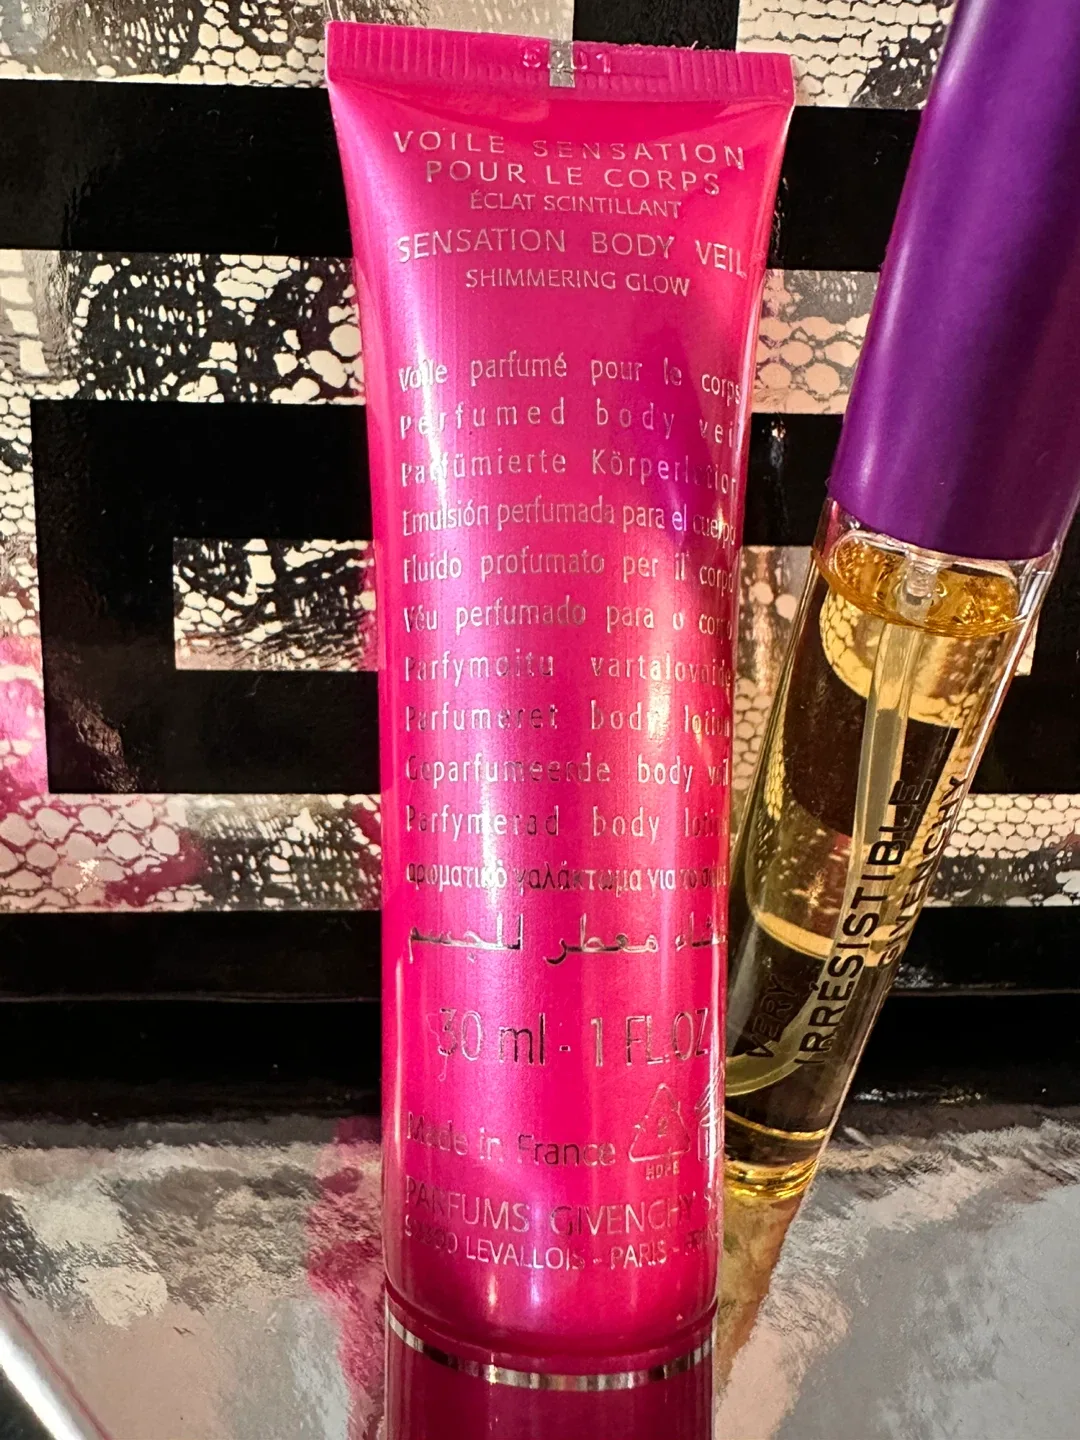 VOILE SENSATION
POUR LE CORPS
ÉCLAT SCINTILLANT
SENSATION BODY VEIL
SHIMMERING GLOW
Voile parfumé pour le corps
Perfumed body veil
Parfümierte Körperlotion
Emulsión perfumada para el cuerpo
Fluido profumato per il corpo
Véu perfumado para o corpo
Parfymoitu vartalovoide
Parfumeret body lotion
Geparfumeerde body veil
Parfymerad body lotion
αρωματικό γαλάκτωμα για το σώμα
غشاء معطر للجسم
30 ml - 1 FL.OZ
Made in France
HDPE
PARFUMS GIVENCHY
LEVALLOIS - PARIS -
VERY
IRRÉSISTIBLE
GIVENCHY